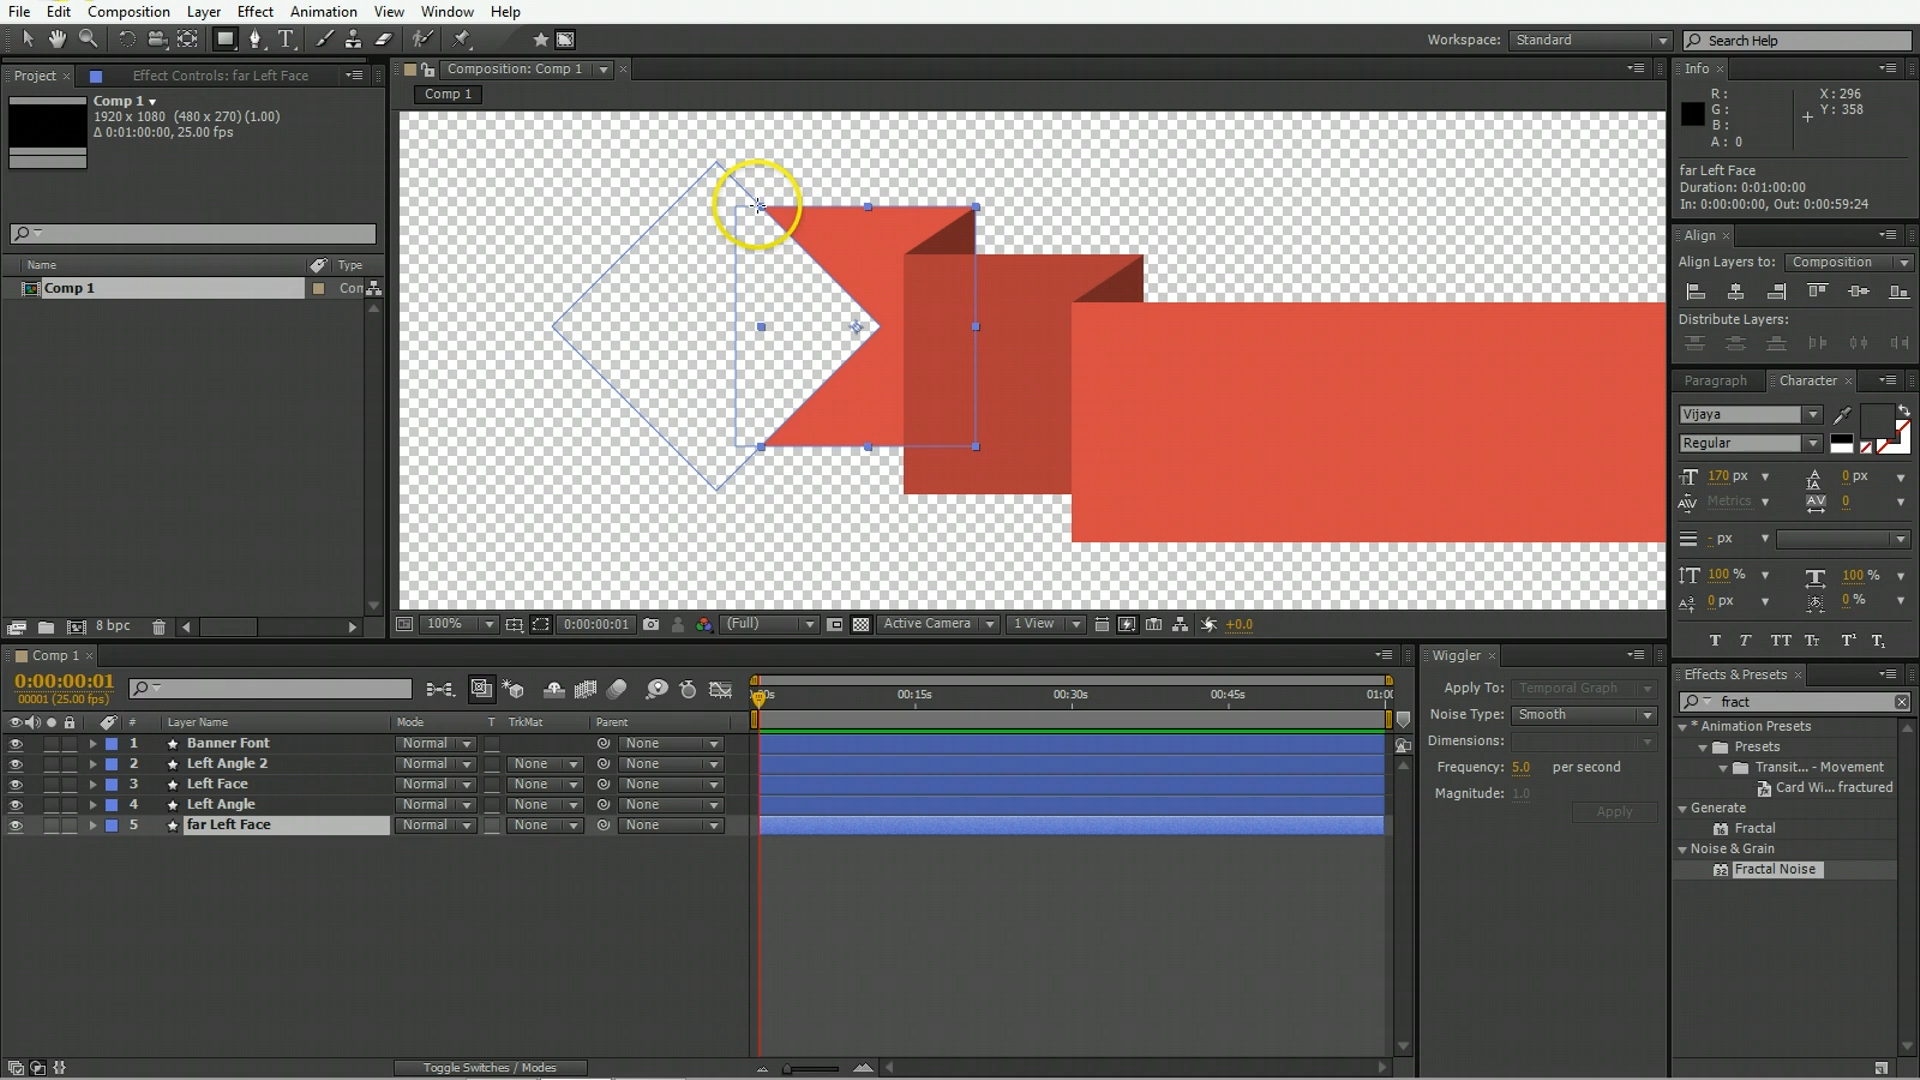 File Edit Composition Layer Effect Animation View Window Help
Workspace: Standard Search Help
Project Effect Controls: far Left Face
Comp 1
1920 x 1080 (480 x 270) (1.00)
Δ 0:01:00:00, 25.00 fps
Name Type
Comp 1 Con
8 bpc
Composition: Comp 1
Comp 1
100% 0:00:00:01 (Full) Active Camera 1 View +0.0
Info
R: X: 296
G: Y: 358
B:
A: 0
far Left Face
Duration: 0:01:00:00
In: 0:00:00:00, Out: 0:00:59:24
Align
Align Layers to: Composition
Distribute Layers:
Paragraph Character
Vijaya
Regular
170 px 0 px
Metrics 0
- px
100 % 100 %
0 px 0 %
T T TT Tt T¹ T₁
Comp 1
0:00:00:01
00001 (25.00 fps)
00s 00:15s 00:30s 00:45s 01:00
# Layer Name Mode T TrkMat Parent
1 Banner Font Normal None
2 Left Angle 2 Normal None None
3 Left Face Normal None None
4 Left Angle Normal None None
5 far Left Face Normal None None
Toggle Switches / Modes
Wiggler
Apply To: Temporal Graph
Noise Type: Smooth
Dimensions:
Frequency: 5.0 per second
Magnitude: 1.0
Apply
Effects & Presets
fract
* Animation Presets
Presets
Transit... - Movement
Card Wi... fractured
Generate
Fractal
Noise & Grain
Fractal Noise